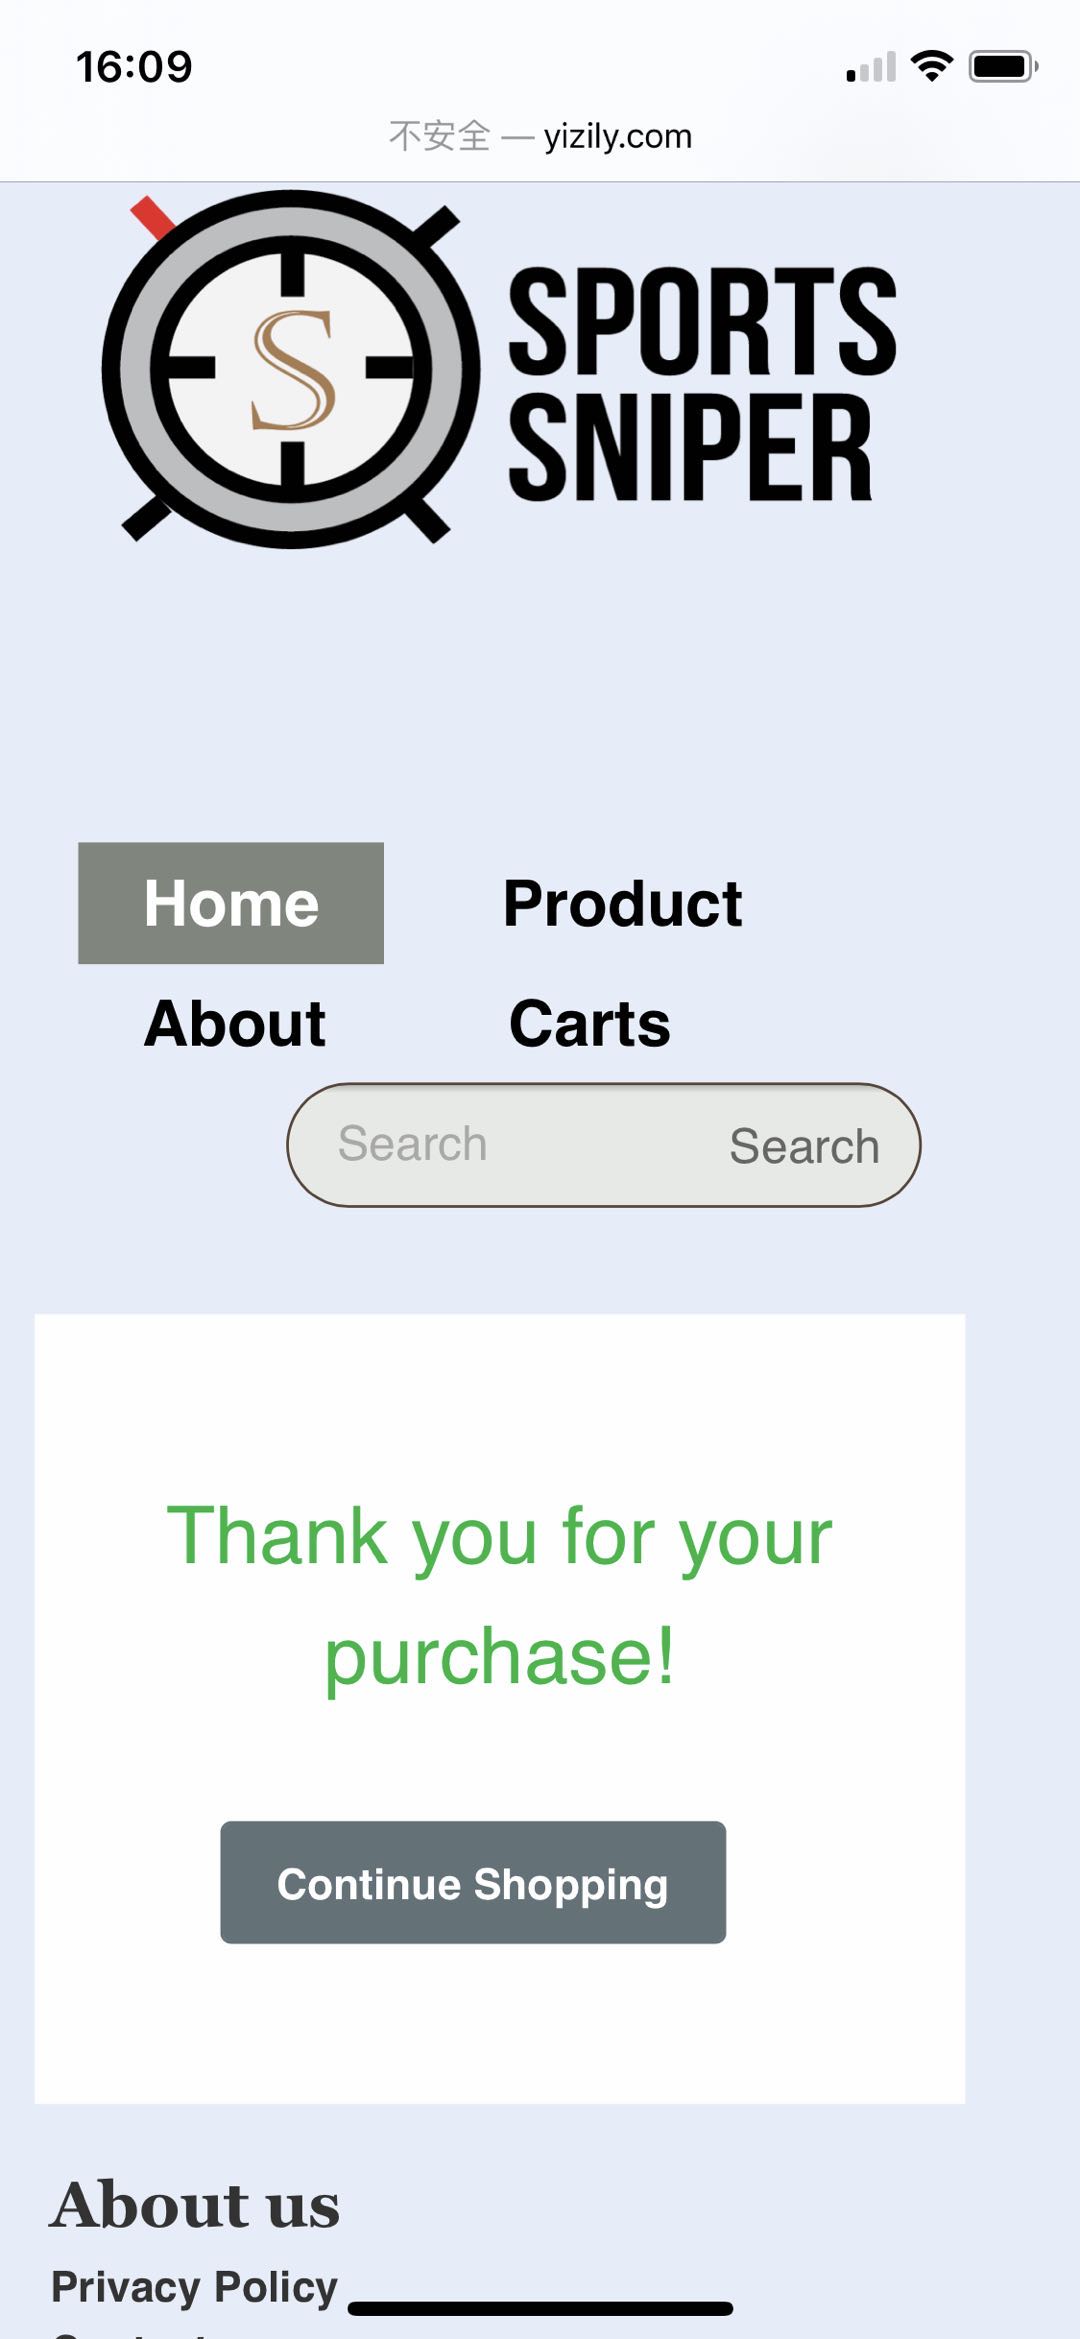 16:09
不安全 — yizily.com
S
SPORTS
SNIPER
Home
Product
About
Carts
Search
Search
Thank you for your
purchase!
Continue Shopping
About us
Privacy Policy